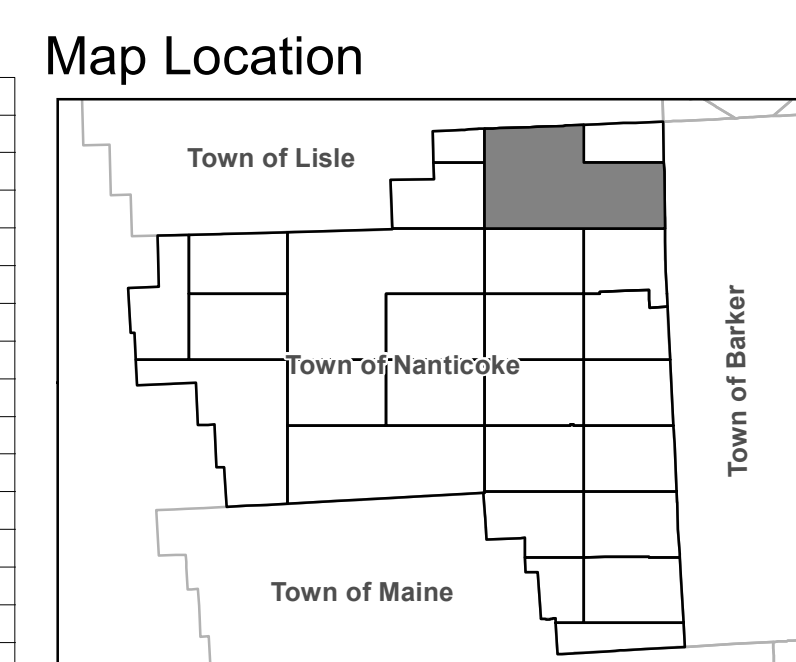 Map Location
Town of Lisle
Town of Barker
Town of Nanticoke
Town of Maine